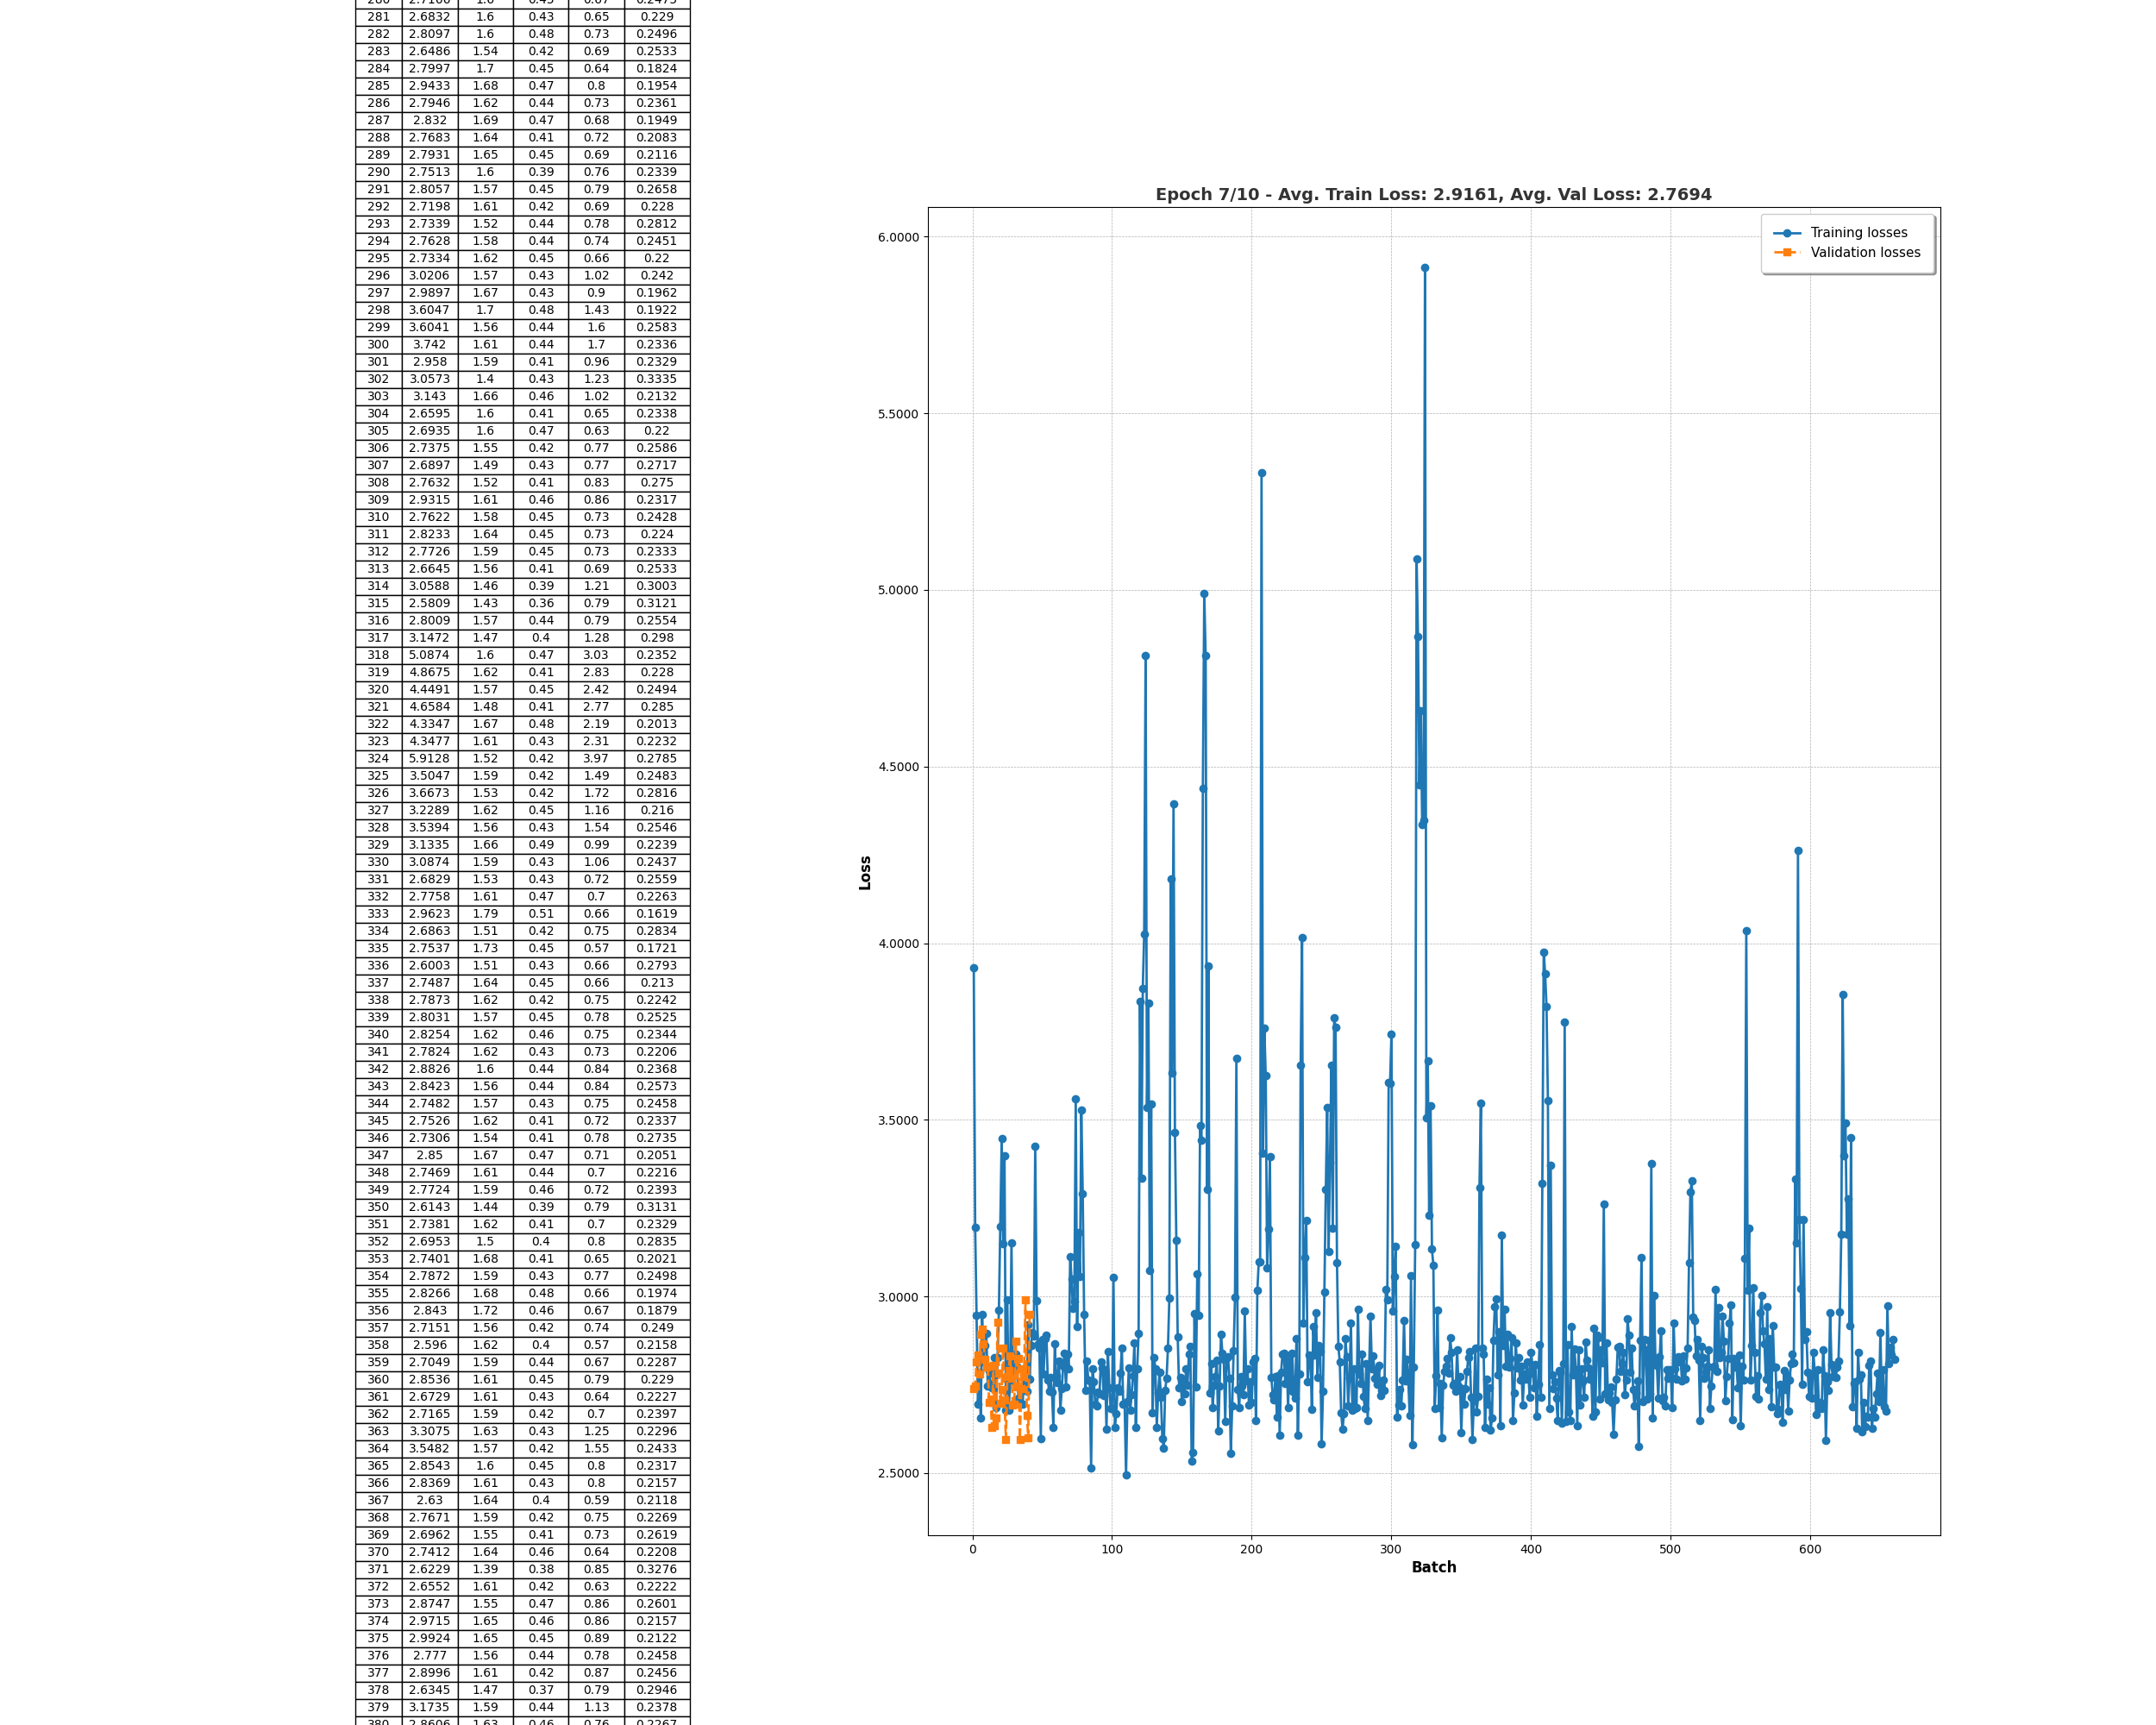 281 2.6832 1.6 0.43 0.65 0.229
282 2.8097 1.6 0.48 0.73 0.2496
283 2.6486 1.54 0.42 0.69 0.2533
284 2.7997 1.7 0.45 0.64 0.1824
285 2.9433 1.68 0.47 0.8 0.1954
286 2.7946 1.62 0.44 0.73 0.2361
287 2.832 1.69 0.47 0.68 0.1949
288 2.7683 1.64 0.41 0.72 0.2083
289 2.7931 1.65 0.45 0.69 0.2116
290 2.7513 1.6 0.39 0.76 0.2339
291 2.8057 1.57 0.45 0.79 0.2658
292 2.7198 1.61 0.42 0.69 0.228
293 2.7339 1.52 0.44 0.78 0.2812
294 2.7628 1.58 0.44 0.74 0.2451
295 2.7334 1.62 0.45 0.66 0.22
296 3.0206 1.57 0.43 1.02 0.242
297 2.9897 1.67 0.43 0.9 0.1962
298 3.6047 1.7 0.48 1.43 0.1922
299 3.6041 1.56 0.44 1.6 0.2583
300 3.742 1.61 0.44 1.7 0.2336
301 2.958 1.59 0.41 0.96 0.2329
302 3.0573 1.4 0.43 1.23 0.3335
303 3.143 1.66 0.46 1.02 0.2132
304 2.6595 1.6 0.41 0.65 0.2338
305 2.6935 1.6 0.47 0.63 0.22
306 2.7375 1.55 0.42 0.77 0.2586
307 2.6897 1.49 0.43 0.77 0.2717
308 2.7632 1.52 0.41 0.83 0.275
309 2.9315 1.61 0.46 0.86 0.2317
310 2.7622 1.58 0.45 0.73 0.2428
311 2.8233 1.64 0.45 0.73 0.224
312 2.7726 1.59 0.45 0.73 0.2333
313 2.6645 1.56 0.41 0.69 0.2533
314 3.0588 1.46 0.39 1.21 0.3003
315 2.5809 1.43 0.36 0.79 0.3121
316 2.8009 1.57 0.44 0.79 0.2554
317 3.1472 1.47 0.4 1.28 0.298
318 5.0874 1.6 0.47 3.03 0.2352
319 4.8675 1.62 0.41 2.83 0.228
320 4.4491 1.57 0.45 2.42 0.2494
321 4.6584 1.48 0.41 2.77 0.285
322 4.3347 1.67 0.48 2.19 0.2013
323 4.3477 1.61 0.43 2.31 0.2232
324 5.9128 1.52 0.42 3.97 0.2785
325 3.5047 1.59 0.42 1.49 0.2483
326 3.6673 1.53 0.42 1.72 0.2816
327 3.2289 1.62 0.45 1.16 0.216
328 3.5394 1.56 0.43 1.54 0.2546
329 3.1335 1.66 0.49 0.99 0.2239
330 3.0874 1.59 0.43 1.06 0.2437
331 2.6829 1.53 0.43 0.72 0.2559
332 2.7758 1.61 0.47 0.7 0.2263
333 2.9623 1.79 0.51 0.66 0.1619
334 2.6863 1.51 0.42 0.75 0.2834
335 2.7537 1.73 0.45 0.57 0.1721
336 2.6003 1.51 0.43 0.66 0.2793
337 2.7487 1.64 0.45 0.66 0.213
338 2.7873 1.62 0.42 0.75 0.2242
339 2.8031 1.57 0.45 0.78 0.2525
340 2.8254 1.62 0.46 0.75 0.2344
341 2.7824 1.62 0.43 0.73 0.2206
342 2.8826 1.6 0.44 0.84 0.2368
343 2.8423 1.56 0.44 0.84 0.2573
344 2.7482 1.57 0.43 0.75 0.2458
345 2.7526 1.62 0.41 0.72 0.2337
346 2.7306 1.54 0.41 0.78 0.2735
347 2.85 1.67 0.47 0.71 0.2051
348 2.7469 1.61 0.44 0.7 0.2216
349 2.7724 1.59 0.46 0.72 0.2393
350 2.6143 1.44 0.39 0.79 0.3131
351 2.7381 1.62 0.41 0.7 0.2329
352 2.6953 1.5 0.4 0.8 0.2835
353 2.7401 1.68 0.41 0.65 0.2021
354 2.7872 1.59 0.43 0.77 0.2498
355 2.8266 1.68 0.48 0.66 0.1974
356 2.843 1.72 0.46 0.67 0.1879
357 2.7151 1.56 0.42 0.74 0.249
358 2.596 1.62 0.4 0.57 0.2158
359 2.7049 1.59 0.44 0.67 0.2287
360 2.8536 1.61 0.45 0.79 0.229
361 2.6729 1.61 0.43 0.64 0.2227
362 2.7165 1.59 0.42 0.7 0.2397
363 3.3075 1.63 0.43 1.25 0.2296
364 3.5482 1.57 0.42 1.55 0.2433
365 2.8543 1.6 0.45 0.8 0.2317
366 2.8369 1.61 0.43 0.8 0.2157
367 2.63 1.64 0.4 0.59 0.2118
368 2.7671 1.59 0.42 0.75 0.2269
369 2.6962 1.55 0.41 0.73 0.2619
370 2.7412 1.64 0.46 0.64 0.2208
371 2.6229 1.39 0.38 0.85 0.3276
372 2.6552 1.61 0.42 0.63 0.2222
373 2.8747 1.55 0.47 0.86 0.2601
374 2.9715 1.65 0.46 0.86 0.2157
375 2.9924 1.65 0.45 0.89 0.2122
376 2.777 1.56 0.44 0.78 0.2458
377 2.8996 1.61 0.42 0.87 0.2456
378 2.6345 1.47 0.37 0.79 0.2946
379 3.1735 1.59 0.44 1.13 0.2378
Epoch 7/10 - Avg. Train Loss: 2.9161, Avg. Val Loss: 2.7694
Training losses
Validation losses
6.0000
5.5000
5.0000
4.5000
4.0000
3.5000
3.0000
2.5000
Loss
0 100 200 300 400 500 600
Batch